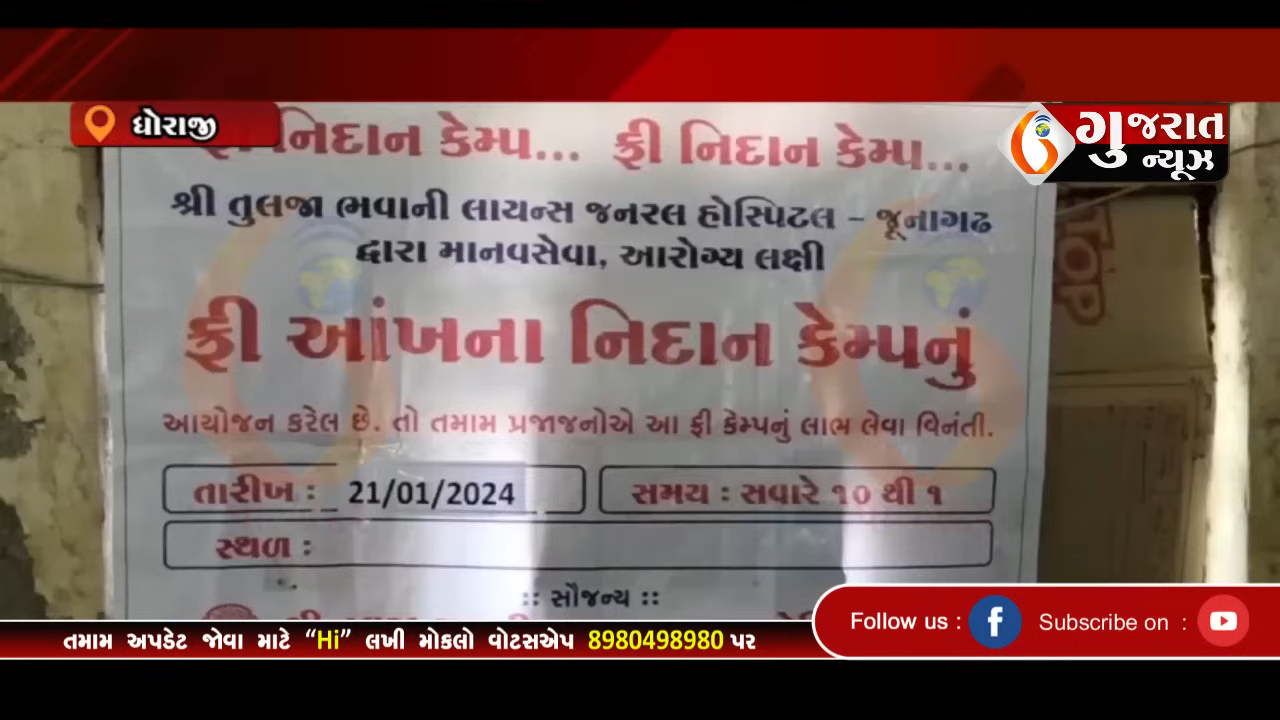 ધોરાજી
ગુજરાત
ન્યૂઝ
નિદાન કેમ્પ... ફ્રી નિદાન કેમ્પ...
શ્રી તુલજા ભવાની લાયન્સ જનરલ હોસ્પિટલ - જૂનાગઢ
દ્વારા માનવસેવા, આરોગ્ય લક્ષી
ફ્રી આંખના નિદાન કેમ્પનું
આયોજન કરેલ છે. તો તમામ પ્રજાજનોએ આ ફ્રી કેમ્પનું લાભ લેવા વિનંતી.
તારીખ : 21/01/2024
સમય : સવારે ૧૦ થી ૧
સ્થળ :
:: સૌજન્ય ::
TOP
Follow us :
Subscribe on :
તમામ અપડેટ જોવા માટે “Hi” લખી મોકલો વોટસએપ 8980498980 પર